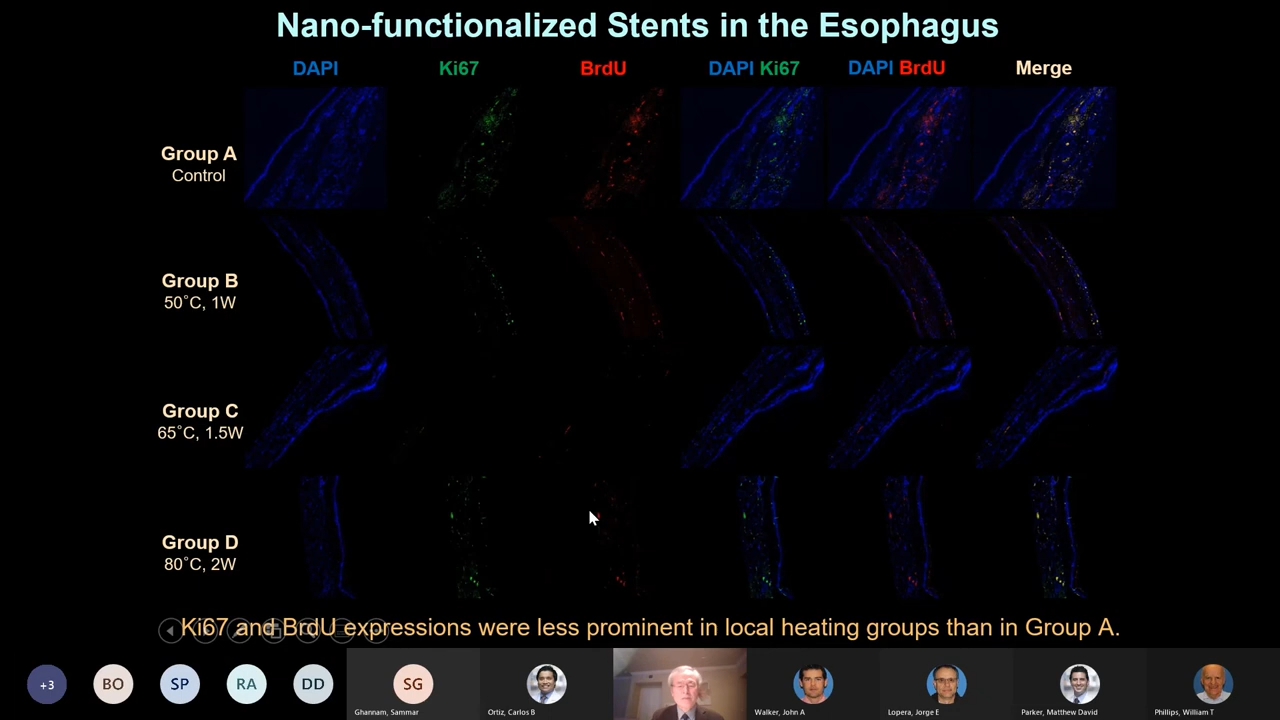 Nano-functionalized Stents in the Esophagus
DAPI Ki67 BrdU DAPI Ki67 DAPI BrdU Merge
Group A
Control
Group B
50˚C, 1W
Group C
65˚C, 1.5W
Group D
80˚C, 2W
Ki67 and BrdU expressions were less prominent in local heating groups than in Group A.
+3 BO SP RA DD SG
Ghannam, Sammar Ortiz, Carlos B Walker, John A Lopera, Jorge E Parker, Matthew David Phillips, William T